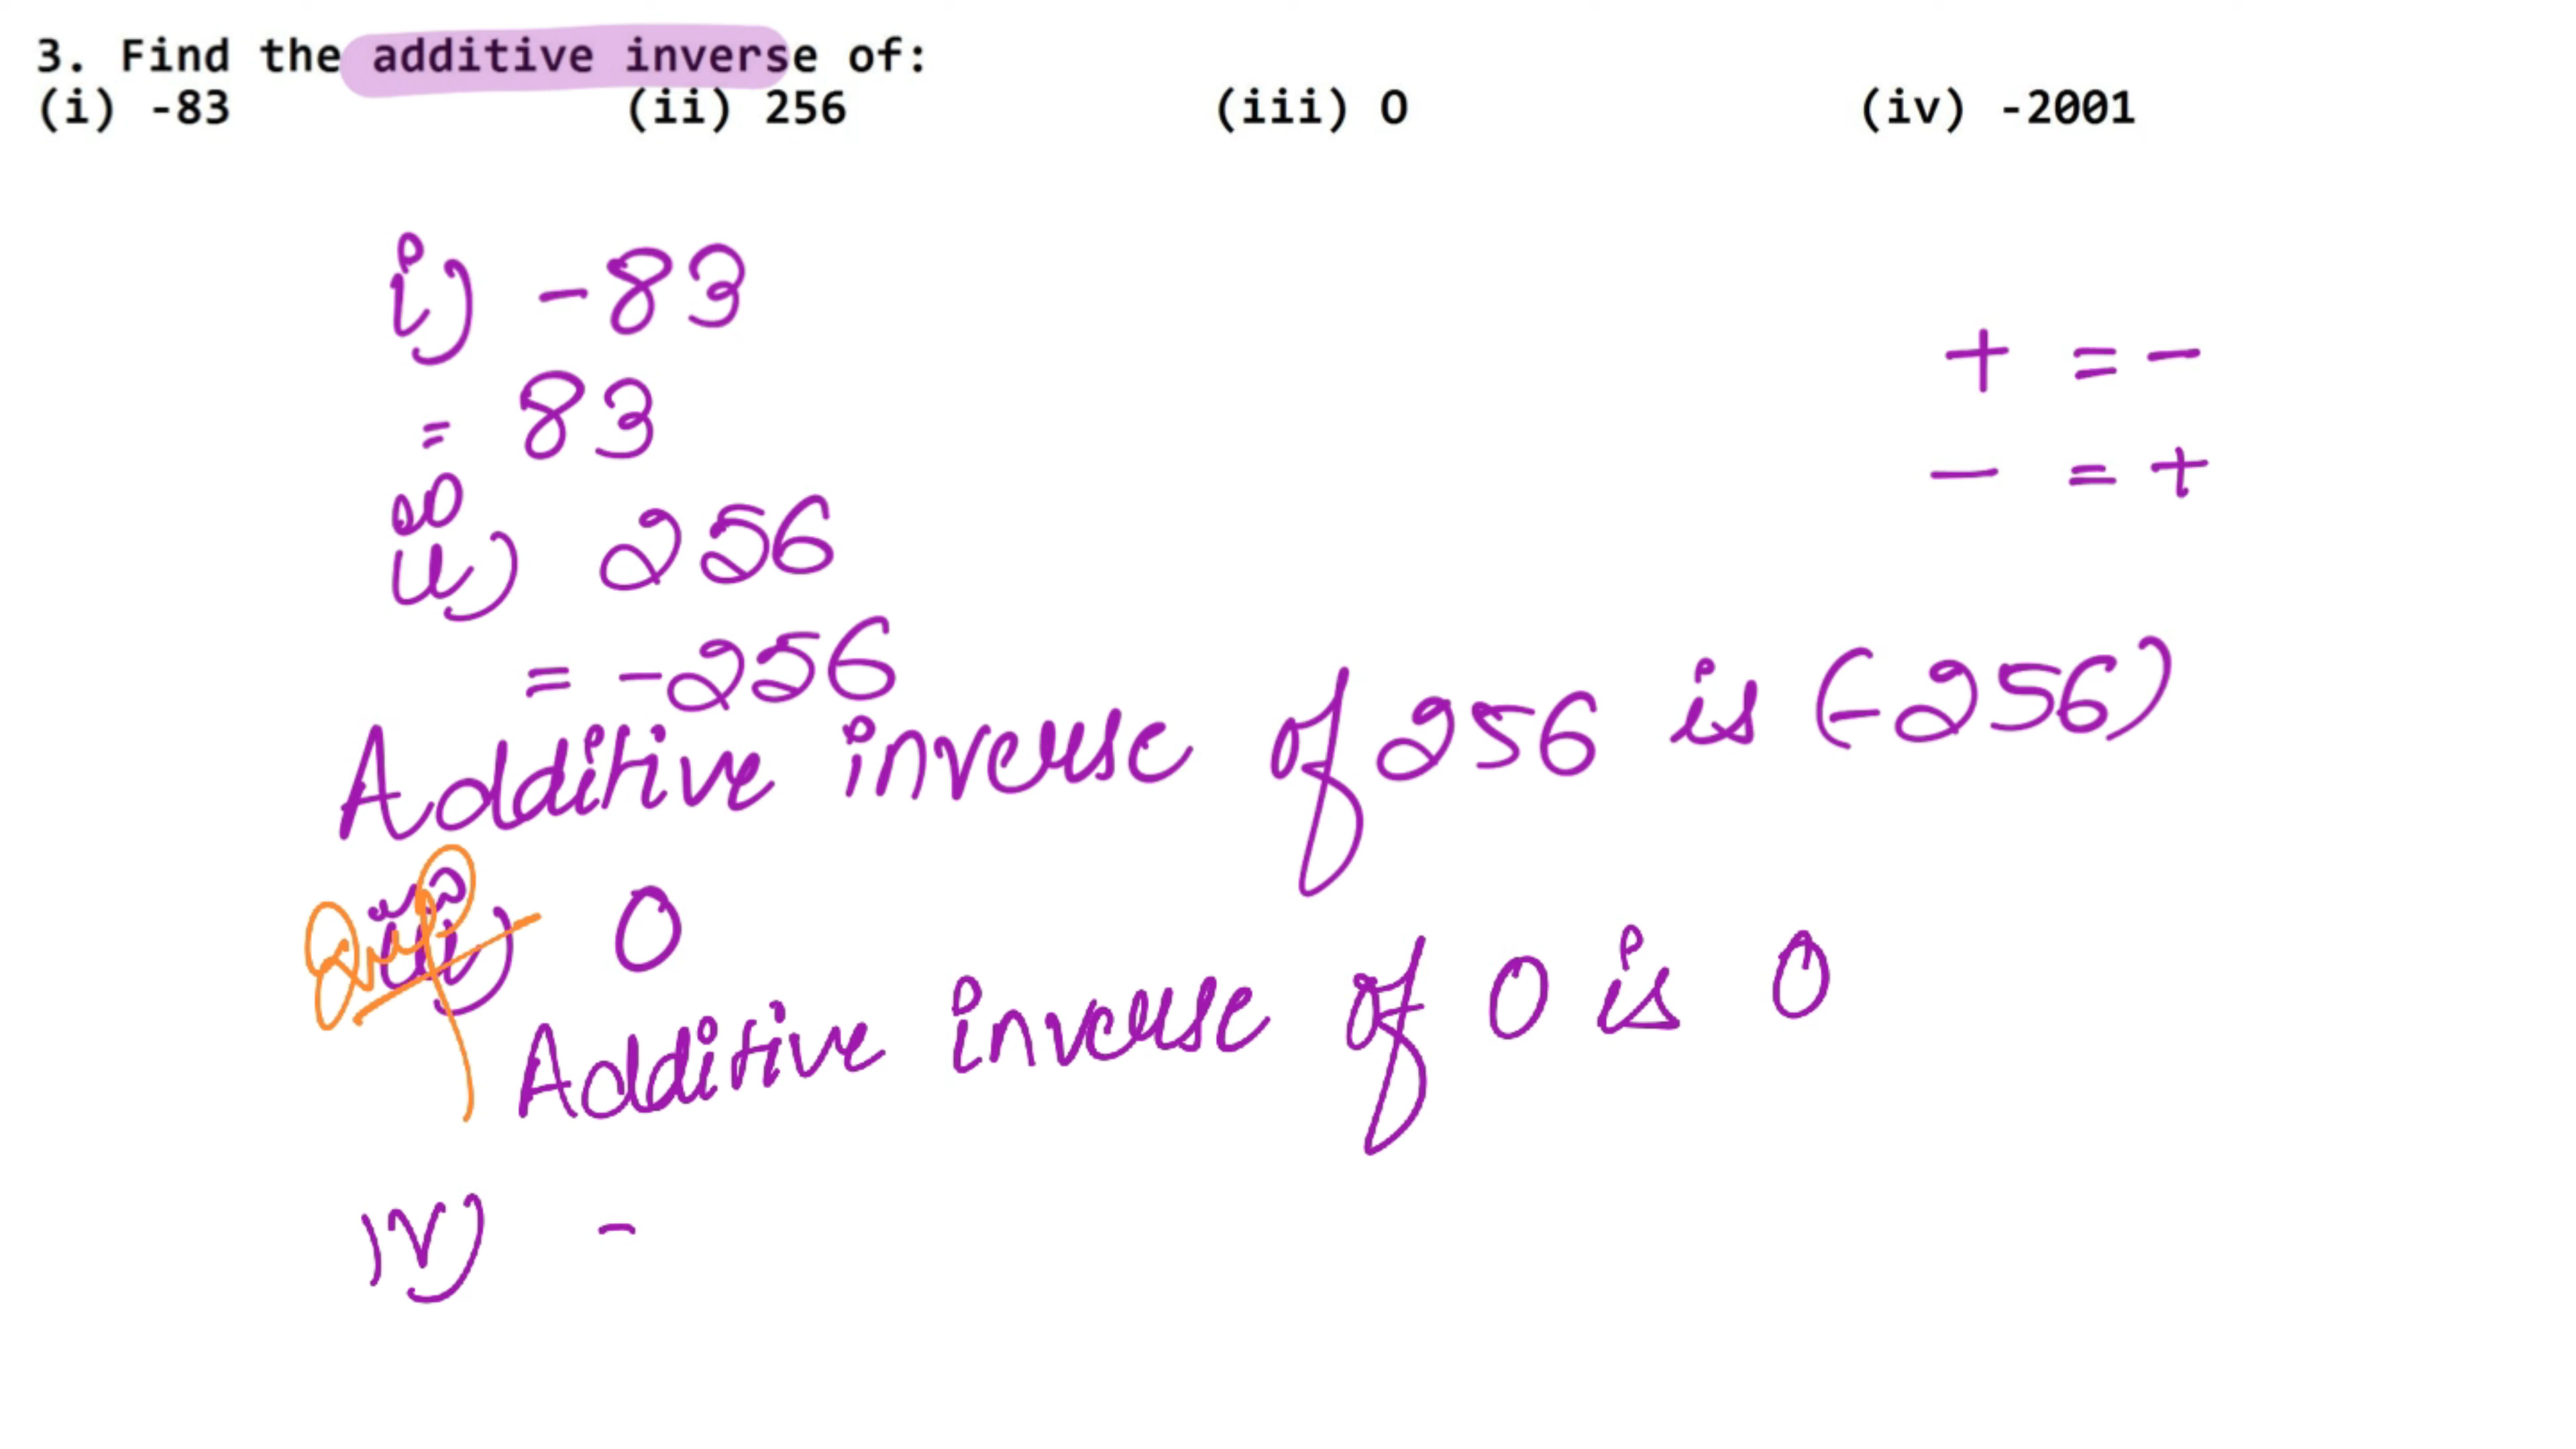 3. Find the additive inverse of:
(i) -83 (ii) 256 (iii) 0 (iv) -2001
i) -83
+ = -
= 83
- = +
ii) 256
= -256
Additive inverse of 256 is (-256)
iii) 0
Additive inverse of 0 is 0
iv) -